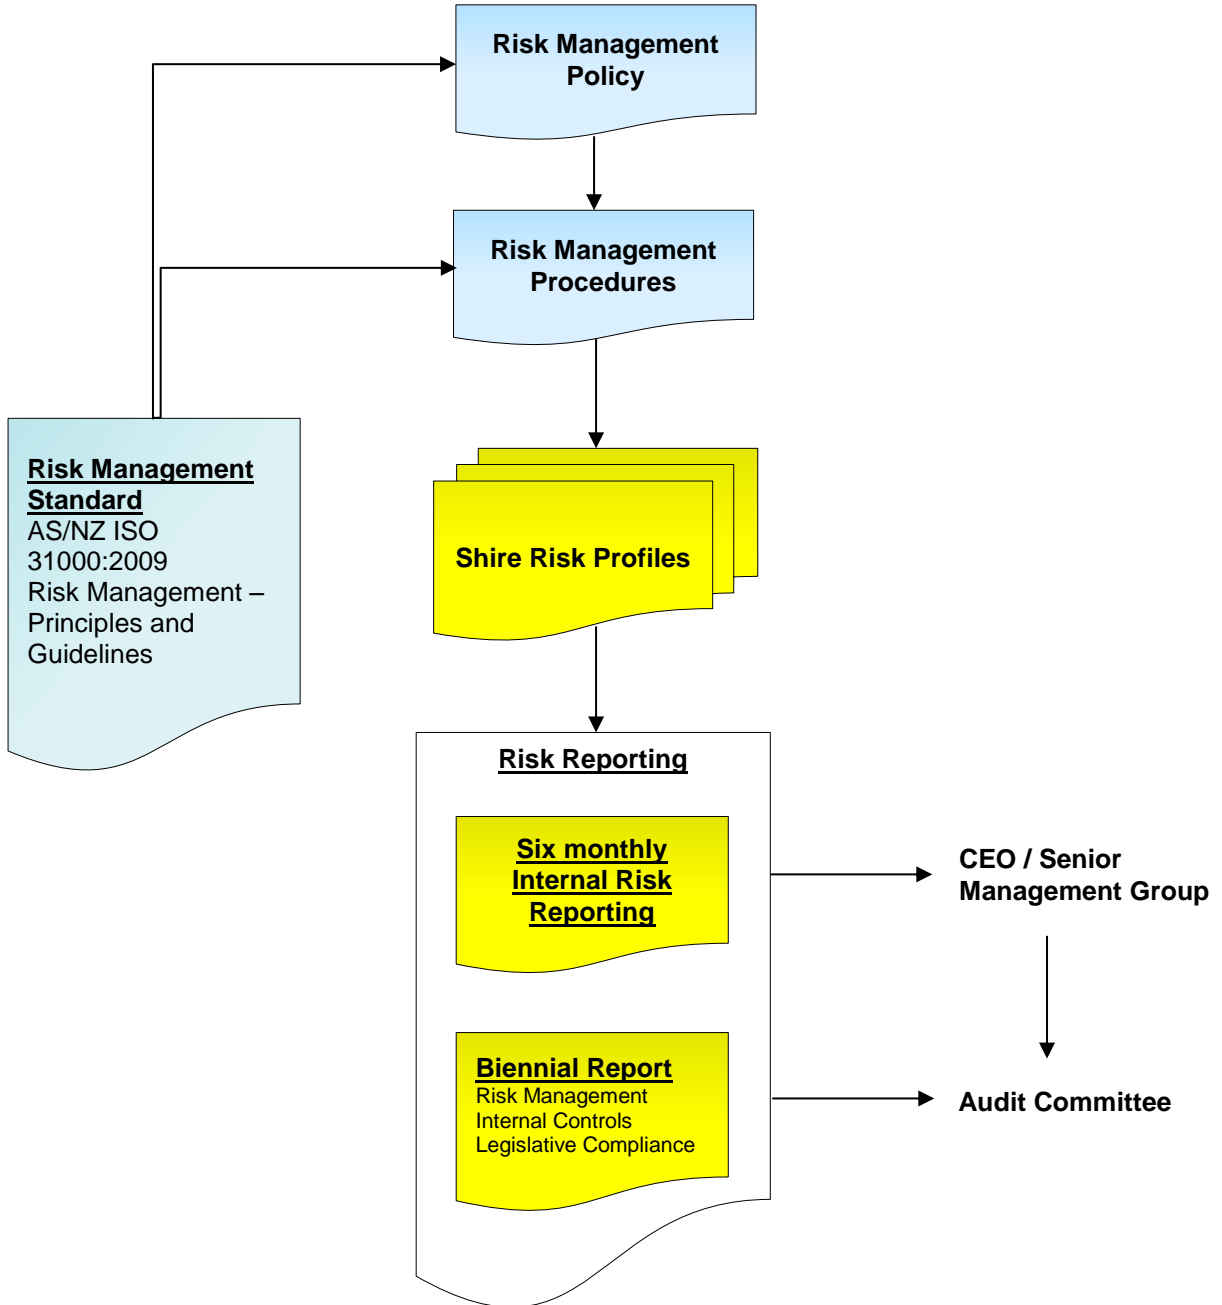 Risk Management
Policy
Risk Management
Procedures
Risk Management
Standard
AS/NZ ISO
31000:2009
Risk Management –
Principles and
Guidelines
Shire Risk Profiles
Risk Reporting
Six monthly
Internal Risk
Reporting
CEO / Senior
Management Group
Biennial Report
Risk Management
Internal Controls
Legislative Compliance
Audit Committee